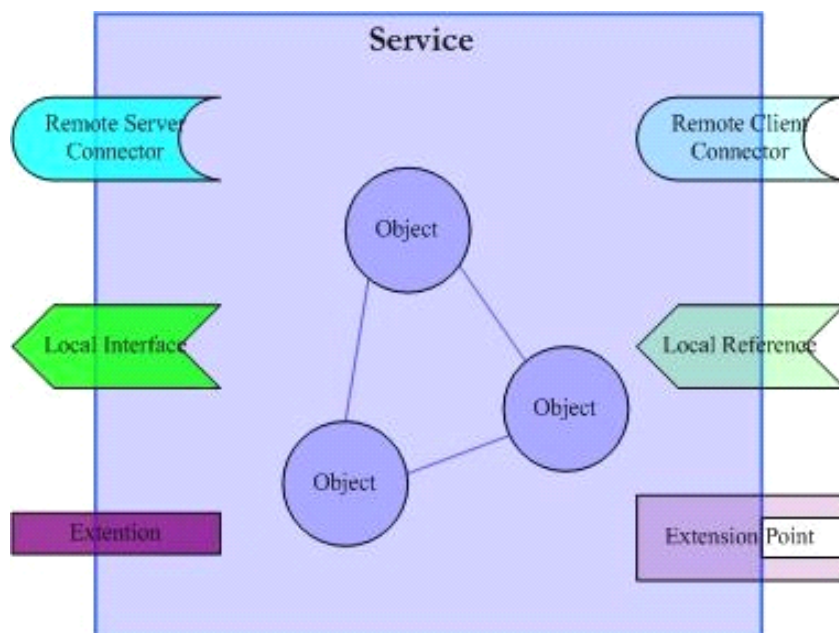 Service
Remote Server
Connector
Remote Client
Connector
Object
Local Interface
Local Reference
Object
Object
Extention
Extension Point